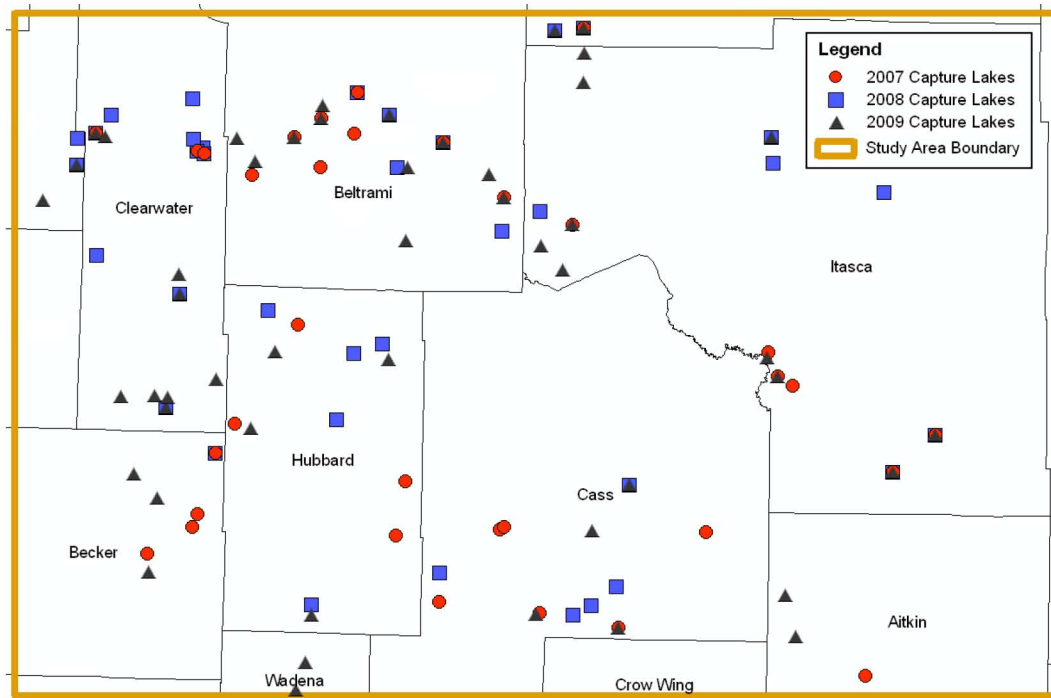 Legend
2007 Capture Lakes
2008 Capture Lakes
2009 Capture Lakes
Study Area Boundary
Beltrami
Clearwater
Itasca
Hubbard
Cass
Becker
Aitkin
Wadena
Crow Wing